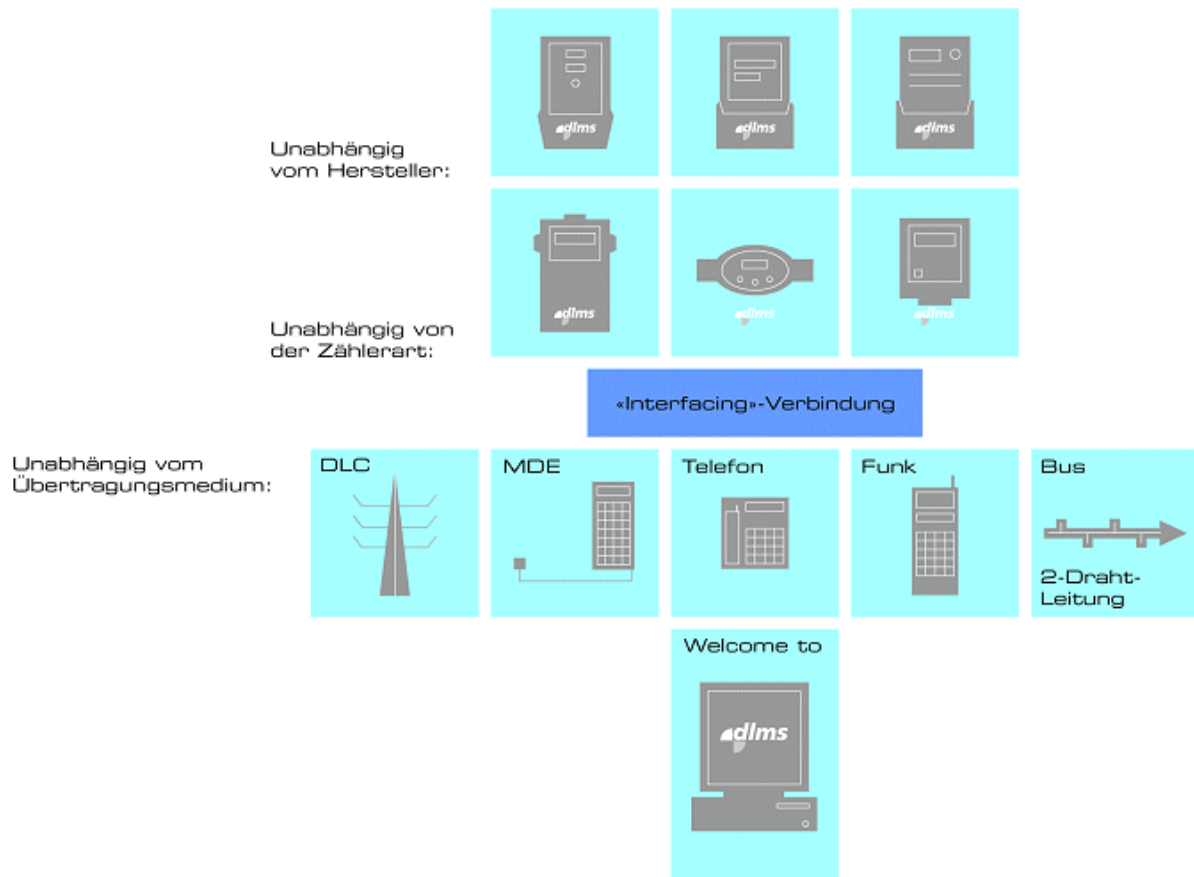 dlms
dlms
dlms
Unabhängig
vom Hersteller:
dlms
dlms
dlms
Unabhängig von
der Zählerart:
«Interfacing»-Verbindung
Unabhängig vom
Übertragungsmedium:
DLC
MDE
Telefon
Funk
Bus
2-Draht-
Leitung
Welcome to
dlms